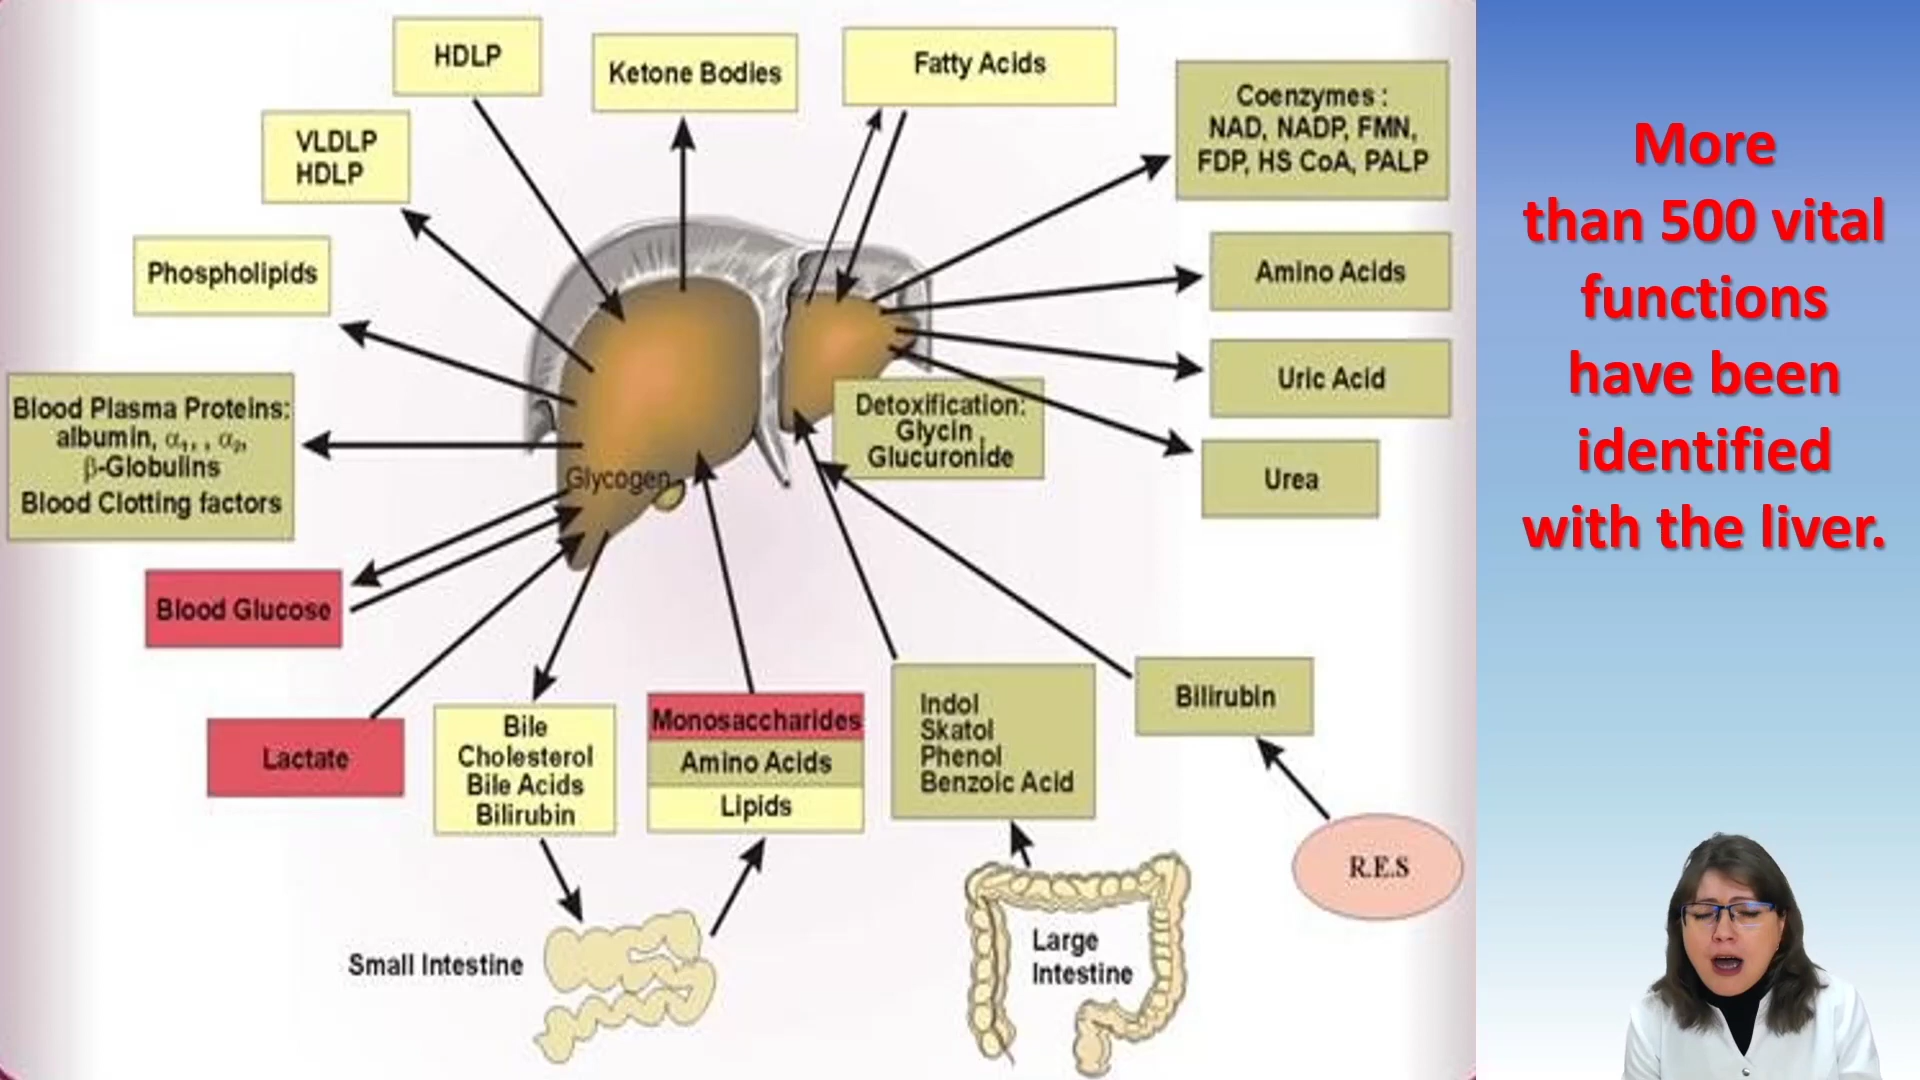 HDLP
Ketone Bodies
Fatty Acids
Coenzymes :
NAD, NADP, FMN,
FDP, HS CoA, PALP
VLDLP
HDLP
Phospholipids
Amino Acids
Uric Acid
Urea
Blood Plasma Proteins:
albumin, α₁, , α₂,
β-Globulins
Blood Clotting factors
Detoxification:
Glycin ,
Glucuronide
Glycogen
Blood Glucose
Lactate
Bile
Cholesterol
Bile Acids
Bilirubin
Monosaccharides
Amino Acids
Lipids
Indol
Skatol
Phenol
Benzoic Acid
Bilirubin
R.E.S
Small Intestine
Large
Intestine
More
than 500 vital
functions
have been
identified
with the liver.